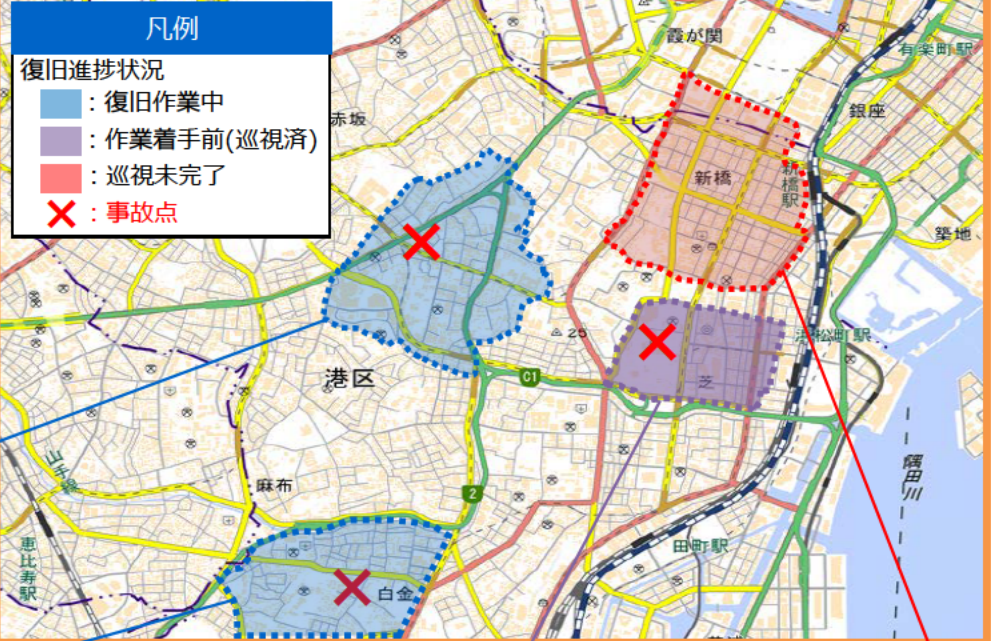 凡例
復旧進捗状況
：復旧作業中
：作業着手前(巡視済)
：巡視未完了
：事故点
霞が関
有楽町駅
赤坂
銀座
新橋
新橋駅
築地
25
浜松町駅
港区
C1
芝
山手線
麻布
2
隅田川
恵比寿駅
田町駅
白金